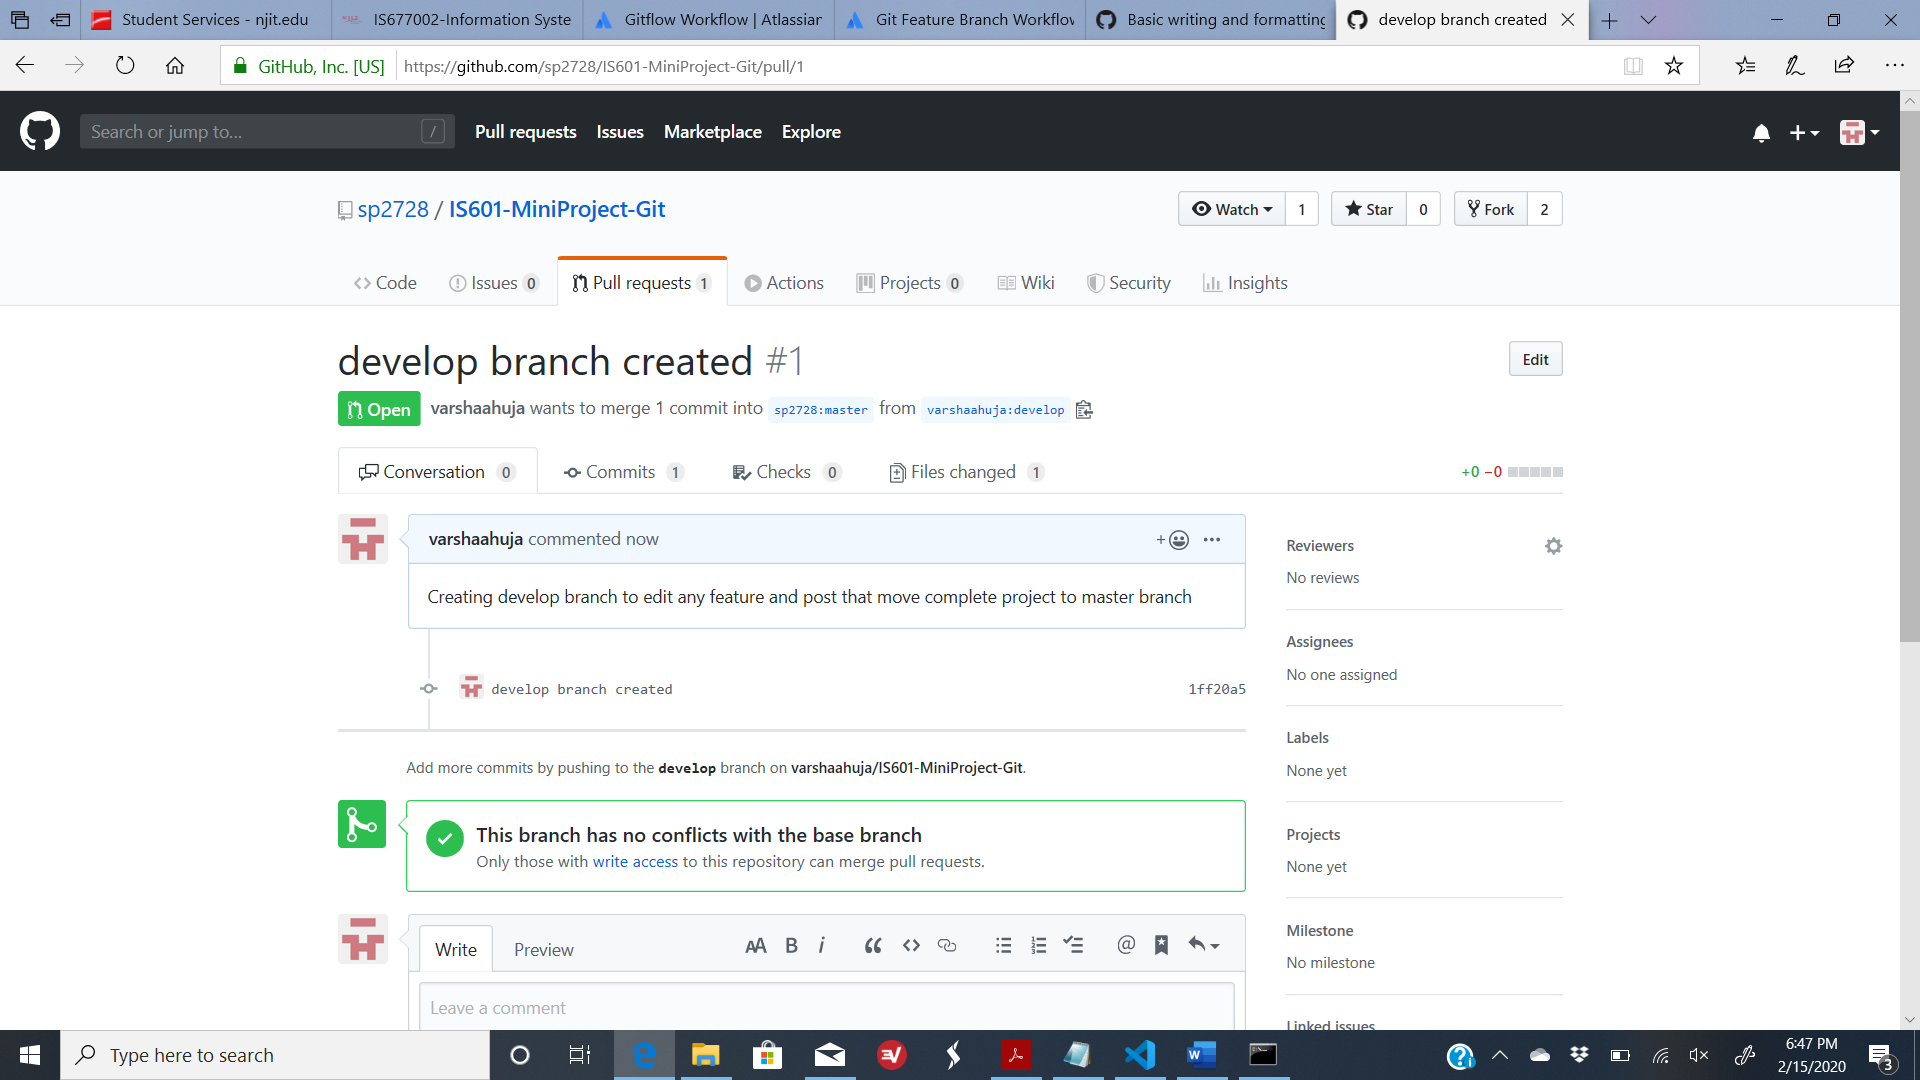 Student Services - njit.edu
IS677002-Information Syste
Gitflow Workflow | Atlassian
Git Feature Branch Workflow
Basic writing and formatting
develop branch created
GitHub, Inc. [US]
https://github.com/sp2728/IS601-MiniProject-Git/pull/1
Search or jump to...
/
Pull requests
Issues
Marketplace
Explore
sp2728 / IS601-MiniProject-Git
Watch 1
Star 0
Fork 2
Code
Issues 0
Pull requests 1
Actions
Projects 0
Wiki
Security
Insights
develop branch created #1
Edit
Open
varshaahuja wants to merge 1 commit into sp2728:master from varshaahuja:develop
Conversation 0
Commits 1
Checks 0
Files changed 1
+0 −0
varshaahuja commented now
Creating develop branch to edit any feature and post that move complete project to master branch
develop branch created
1ff20a5
Add more commits by pushing to the develop branch on varshaahuja/IS601-MiniProject-Git.
This branch has no conflicts with the base branch
Only those with write access to this repository can merge pull requests.
Write
Preview
AA B i
Leave a comment
Reviewers
No reviews
Assignees
No one assigned
Labels
None yet
Projects
None yet
Milestone
No milestone
Linked issues
Type here to search
6:47 PM
2/15/2020
3